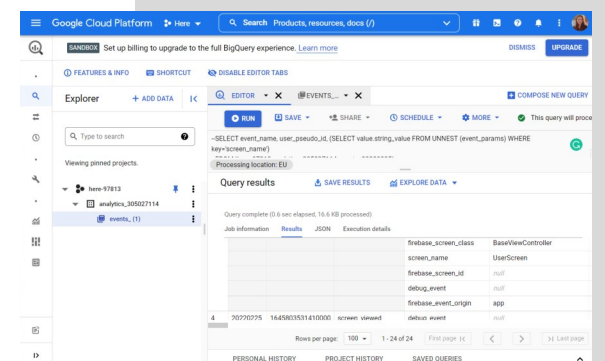 Google Cloud Platform Here Search Products, resources, docs (/)
SANDBOX Set up billing to upgrade to the full BigQuery experience. Learn more DISMISS UPGRADE
FEATURES & INFO SHORTCUT DISABLE EDITOR TABS
Explorer + ADD DATA EDITOR EVENTS_... COMPOSE NEW QUERY
RUN SAVE SHARE SCHEDULE MORE This query will proce
Type to search
--SELECT event_name, user_pseudo_id, (SELECT value.string_value FROM UNNEST (event_params) WHERE
key='screen_name')
Viewing pinned projects.
Processing location: EU
here-97813
Query results SAVE RESULTS EXPLORE DATA
analytics_305027114
events_ (1)
Query complete (0.6 sec elapsed, 16.6 KB processed)
Job information Results JSON Execution details
firebase_screen_class BaseViewController
screen_name UserScreen
firebase_screen_id null
debug_event null
firebase_event_origin app
4 20220225 1645803531410000 screen_viewed debug_event null
Rows per page: 100 1 - 24 of 24 First page Last page
PERSONAL HISTORY PROJECT HISTORY SAVED QUERIES